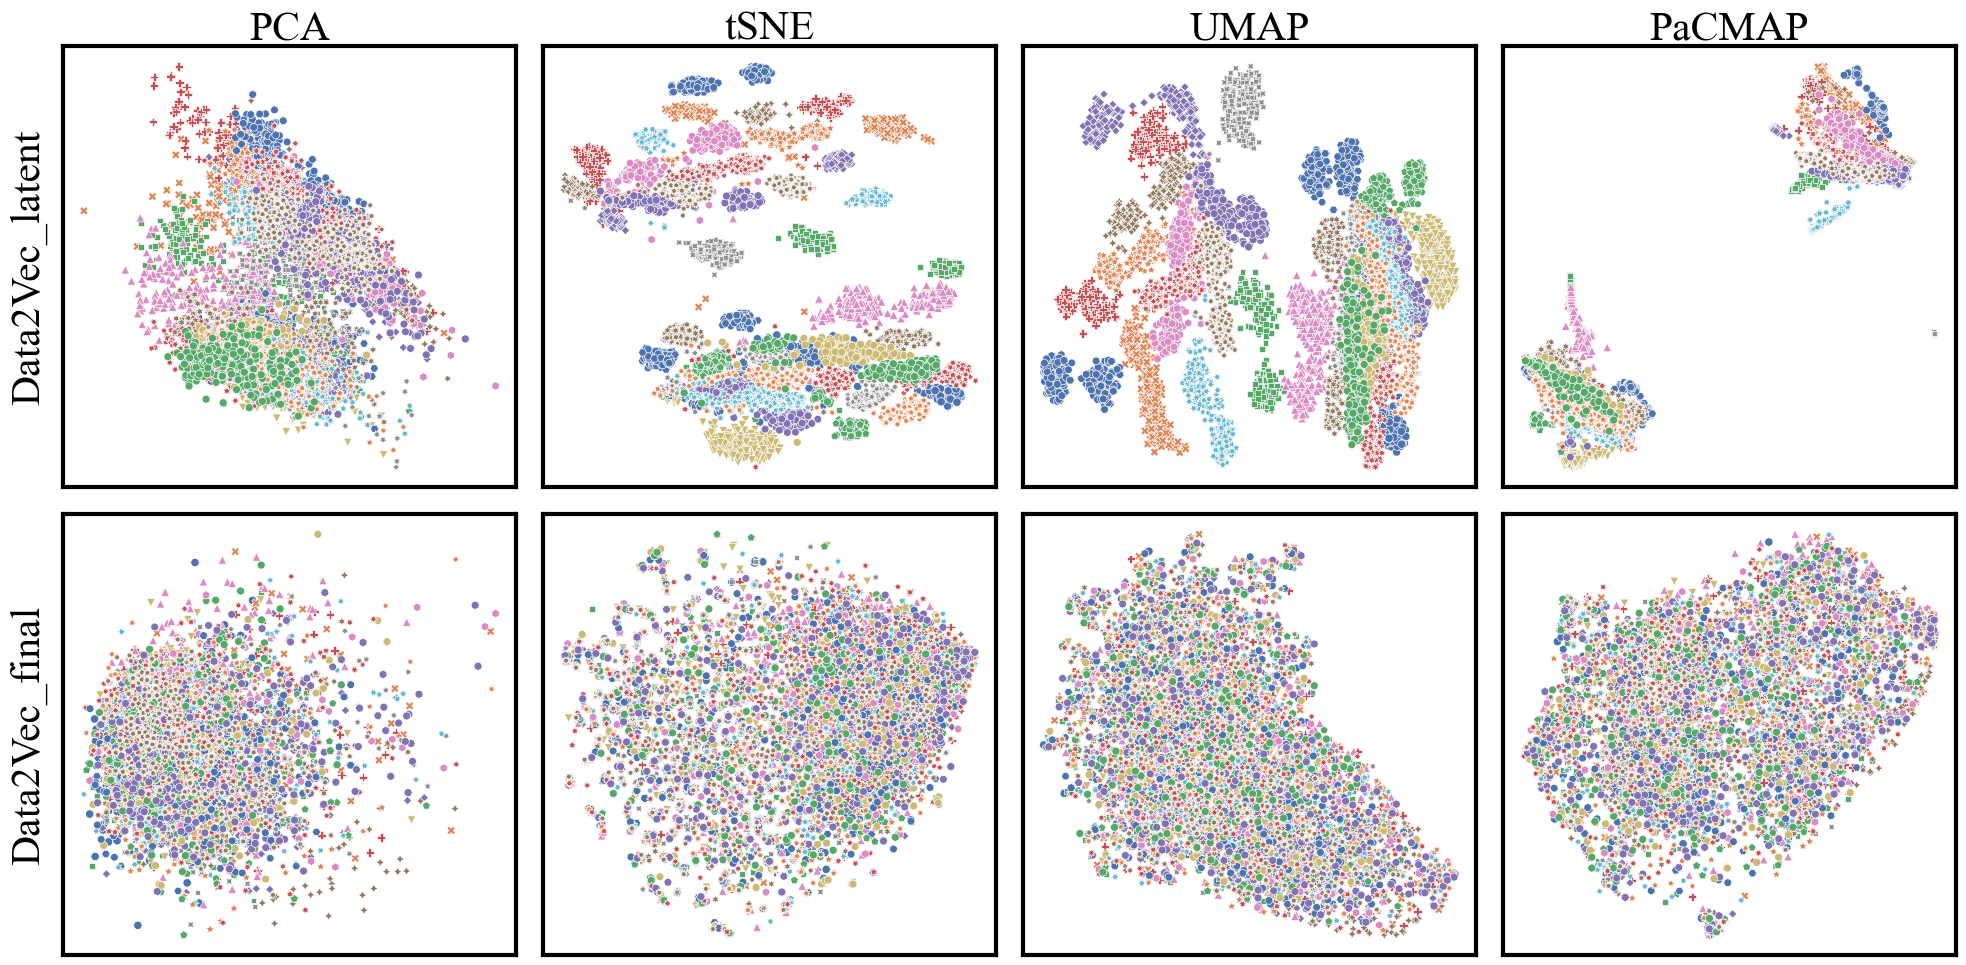 PCA
tSNE
UMAP
PaCMAP
Data2Vec_latent
Data2Vec_final